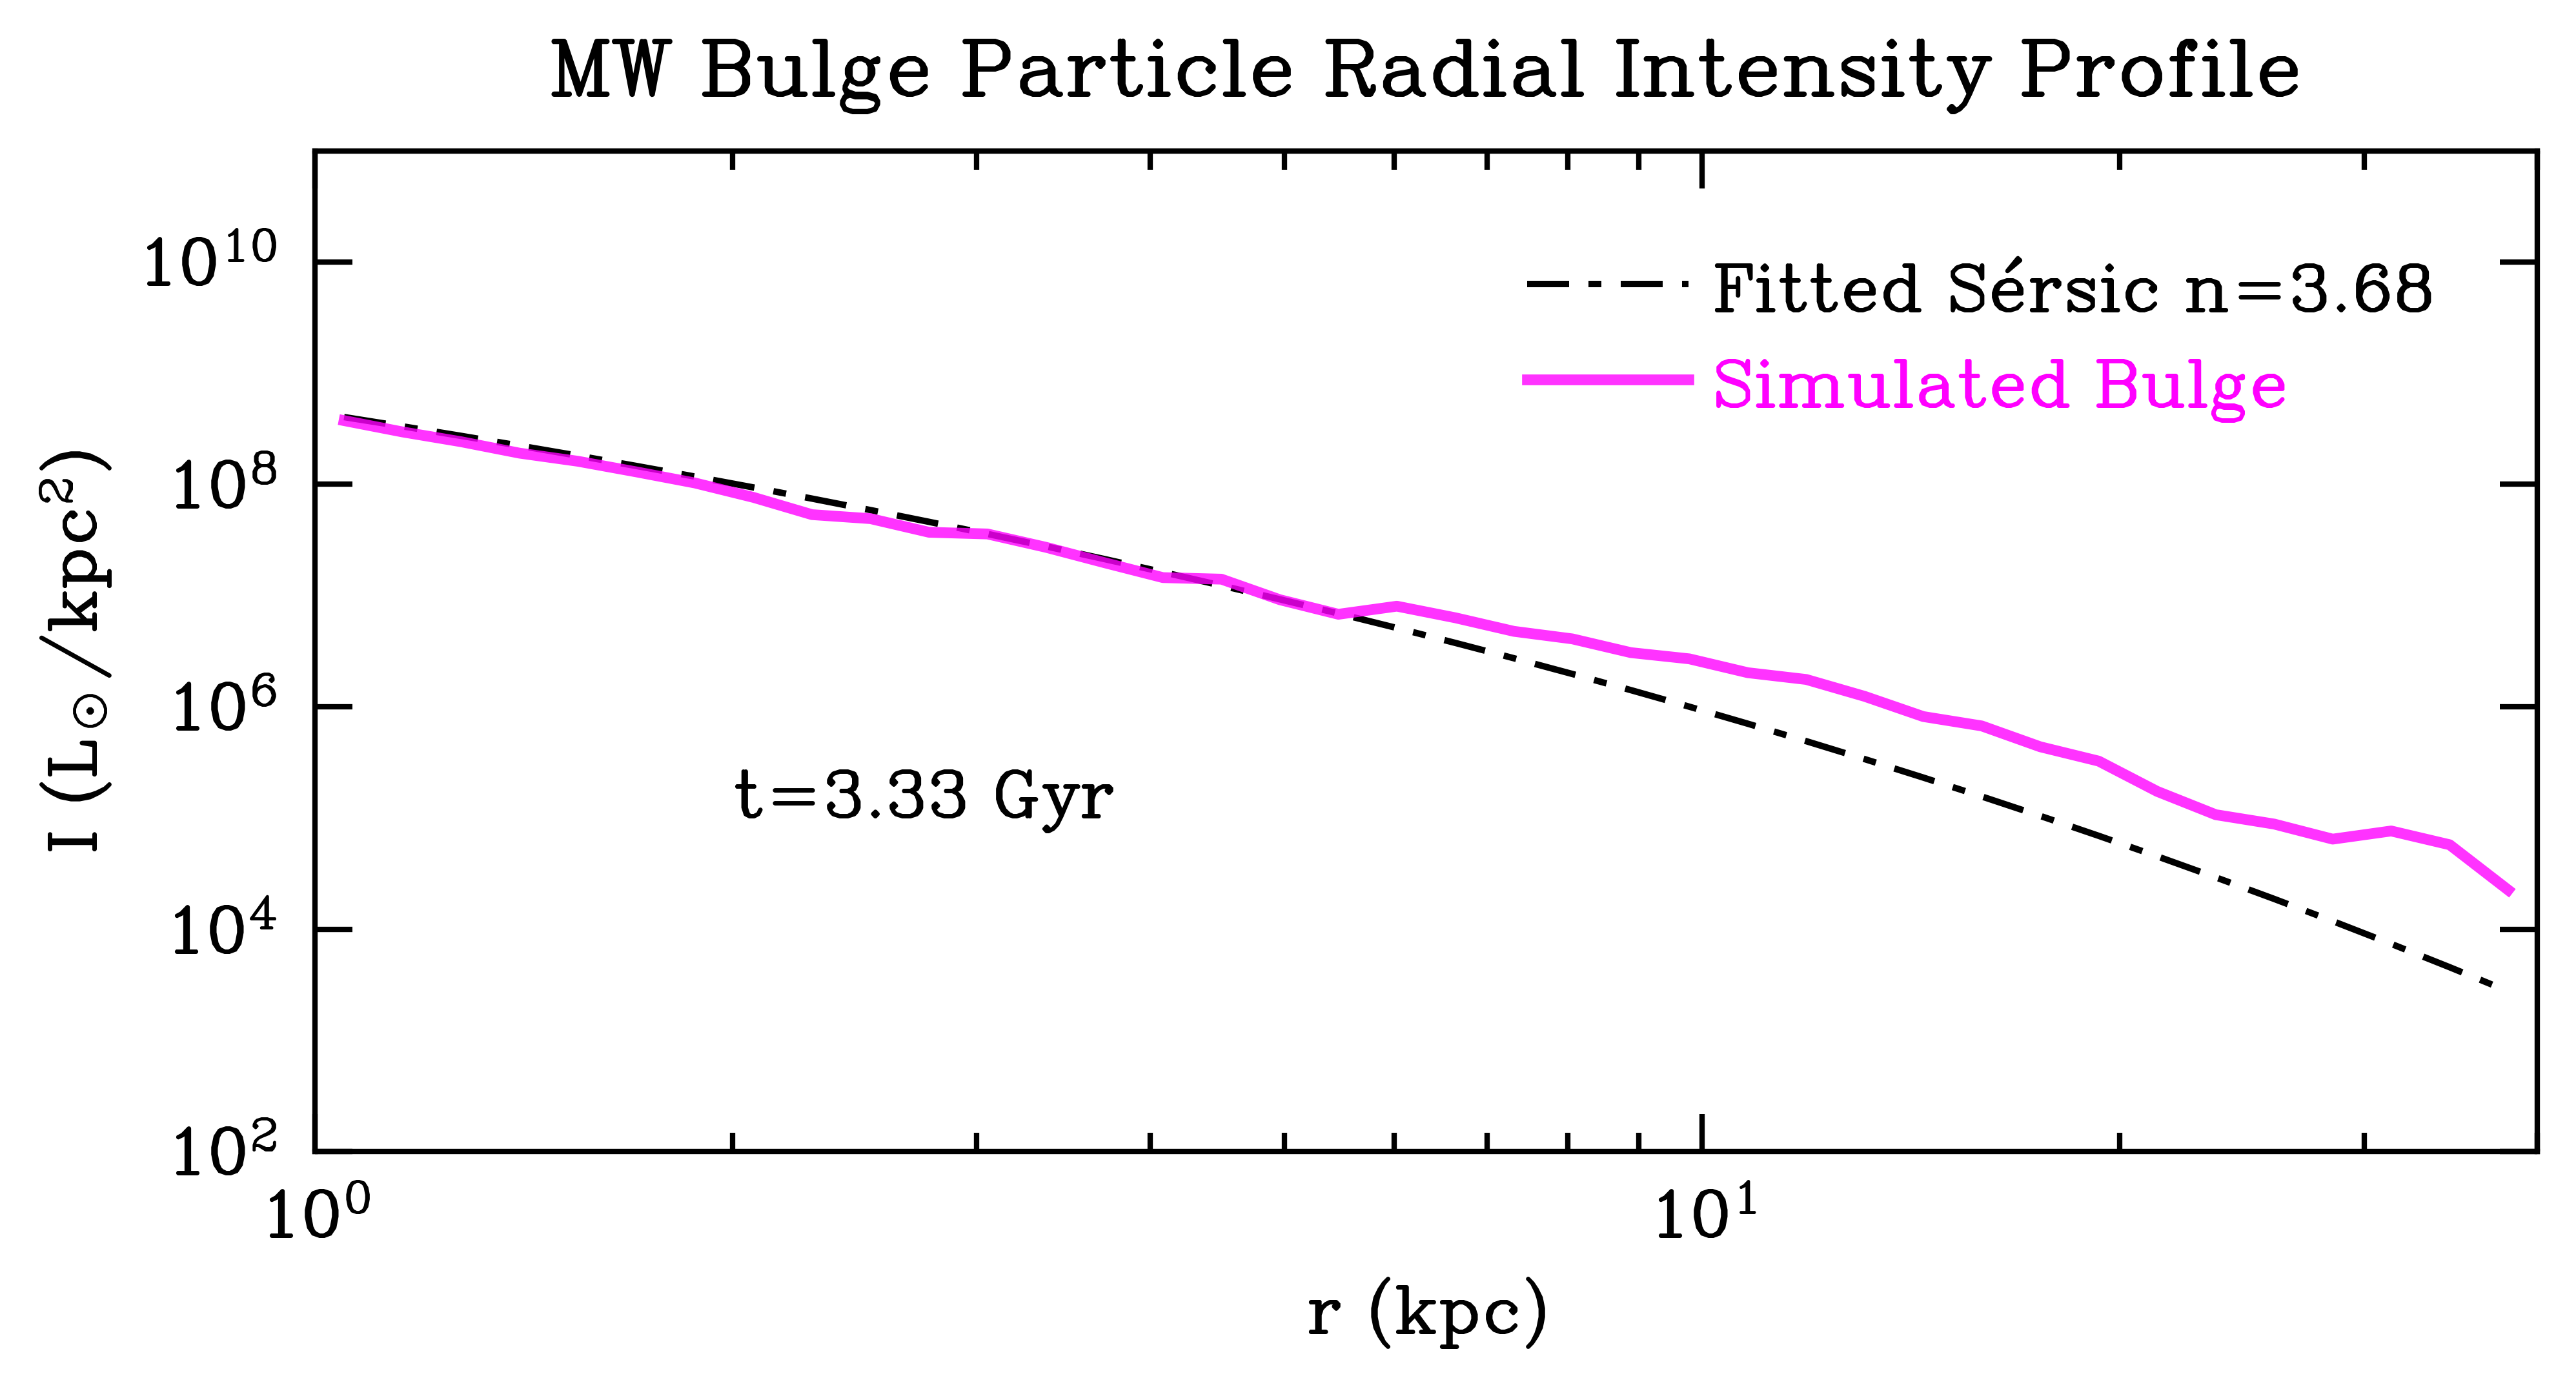 MW Bulge Particle Radial Intensity Profile
10¹⁰
Fitted Sérsic n=3.68
Simulated Bulge
10⁸
I (L☉/kpc²)
10⁶
t=3.33 Gyr
10⁴
10²
10⁰
10¹
r (kpc)